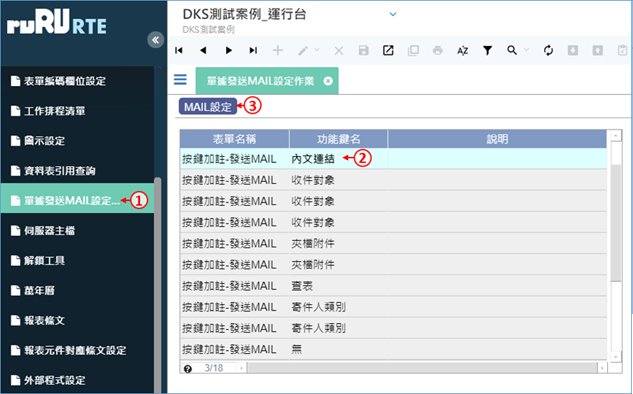 ruRU RTE
DKS測試案例_運行台
DKS測試案例
表單編碼欄位設定
工作排程清單
圖示設定
資料表引用查詢
單據發送MAIL設定... ①
伺服器主檔
解鎖工具
萬年曆
報表條文
報表元件對應條文設定
外部程式設定
單據發送MAIL設定作業
MAIL設定 ③
表單名稱 功能鍵名 說明
按鍵加註-發送MAIL 內文連結 ②
按鍵加註-發送MAIL 收件對象
按鍵加註-發送MAIL 收件對象
按鍵加註-發送MAIL 收件對象
按鍵加註-發送MAIL 夾檔附件
按鍵加註-發送MAIL 夾檔附件
按鍵加註-發送MAIL 查表
按鍵加註-發送MAIL 寄件人類別
按鍵加註-發送MAIL 寄件人類別
按鍵加註-發送MAIL 無
3/18